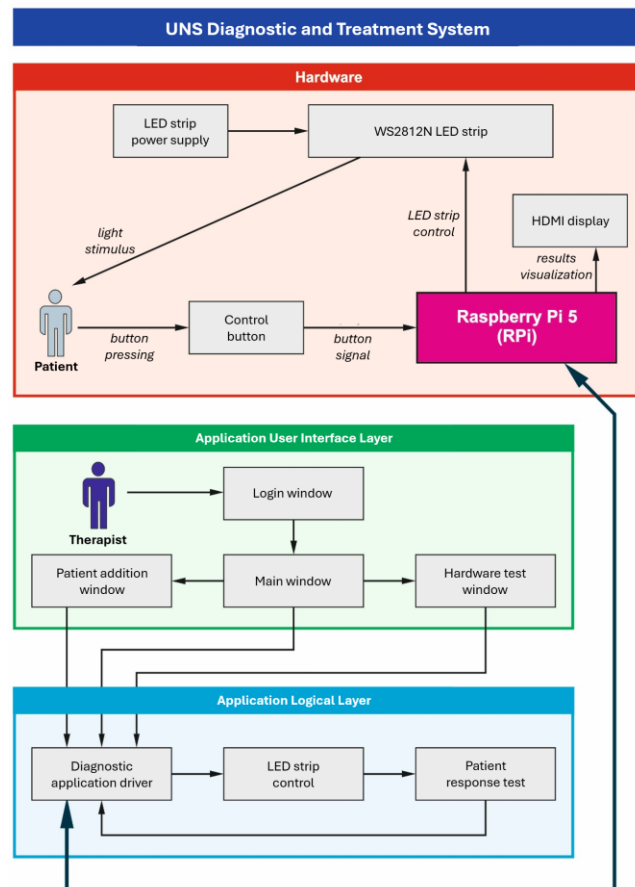 UNS Diagnostic and Treatment System
Hardware
LED strip
power supply
WS2812N LED strip
light
stimulus
LED strip
control
HDMI display
results
visualization
Patient
button
pressing
Control
button
button
signal
Raspberry Pi 5
(RPi)
Application User Interface Layer
Therapist
Login window
Patient addition
window
Main window
Hardware test
window
Application Logical Layer
Diagnostic
application driver
LED strip
control
Patient
response test